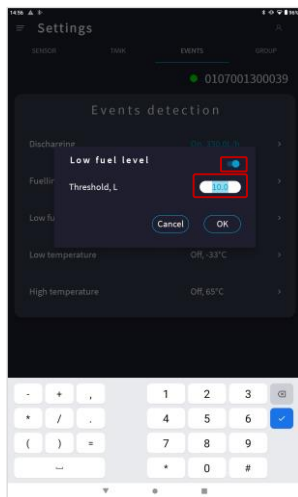 14:56
Settings
SENSOR TANK EVENTS GROUP
0107001300039
Events detection
Discharging
Low fuel level
Threshold, L 10.0
Cancel OK
Low temperature Off, -33°C
High temperature Off, 65°C
- + , 1 2 3
* / . 4 5 6
( ) = 7 8 9
* 0 #